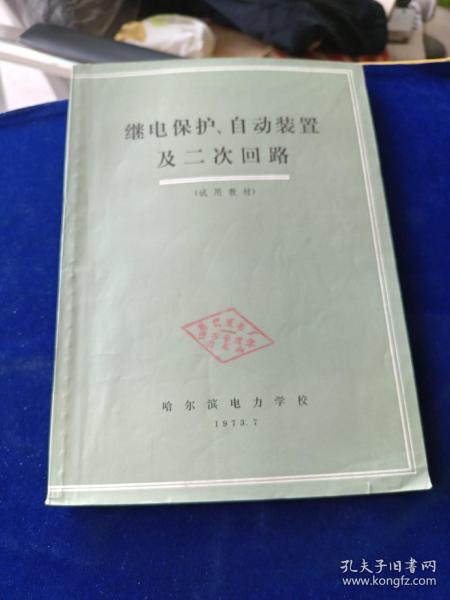 继电保护、自动装置
及二次回路
(试用教材)
哈尔滨电力学校
1973.7
孔夫子旧书网
www.kongfz.com